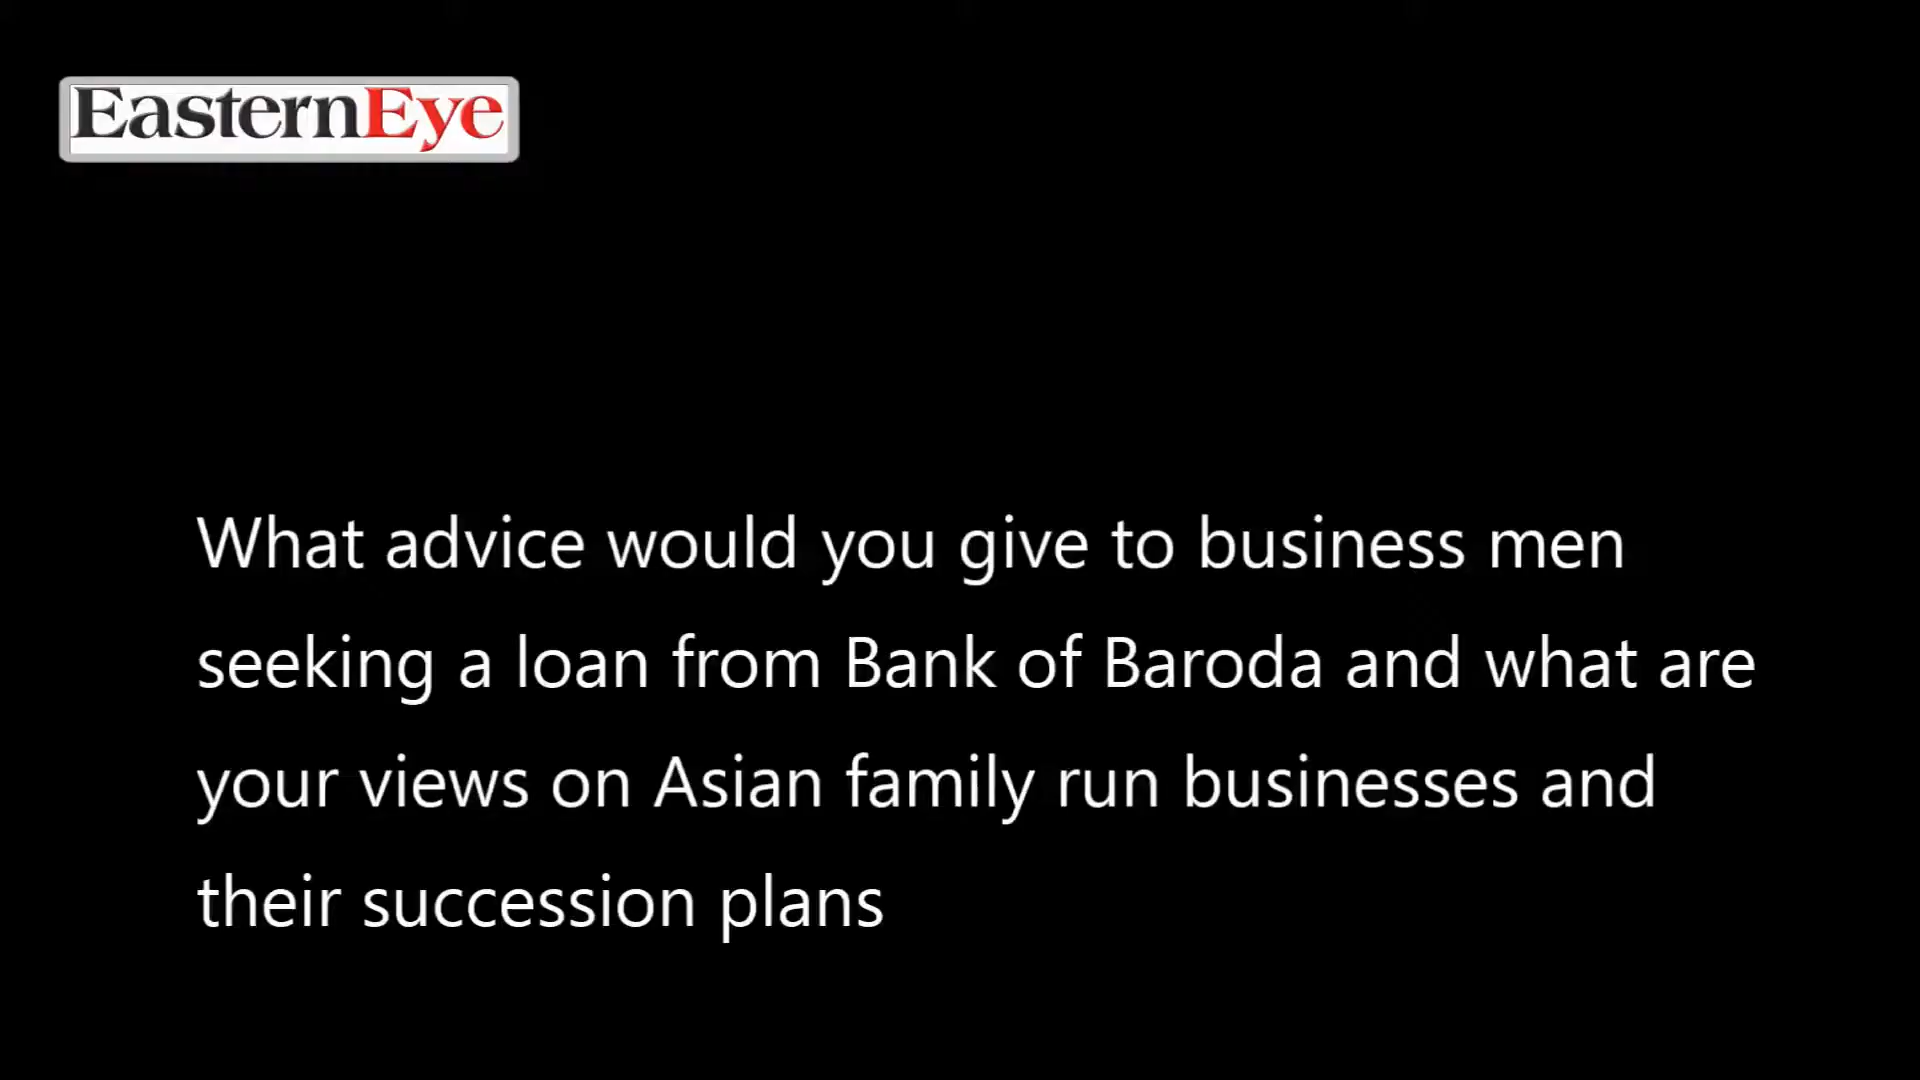 EasternEye
What advice would you give to business men
seeking a loan from Bank of Baroda and what are
your views on Asian family run businesses and
their succession plans